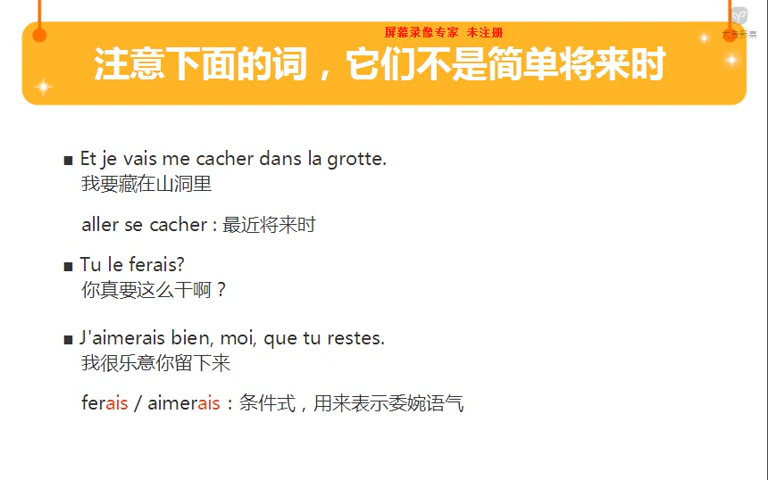 屏幕录像专家 未注册
注意下面的词，它们不是简单将来时
■ Et je vais me cacher dans la grotte.
我要藏在山洞里
aller se cacher : 最近将来时
■ Tu le ferais?
你真要这么干啊？
■ J'aimerais bien, moi, que tu restes.
我很乐意你留下来
ferais / aimerais：条件式，用来表示委婉语气